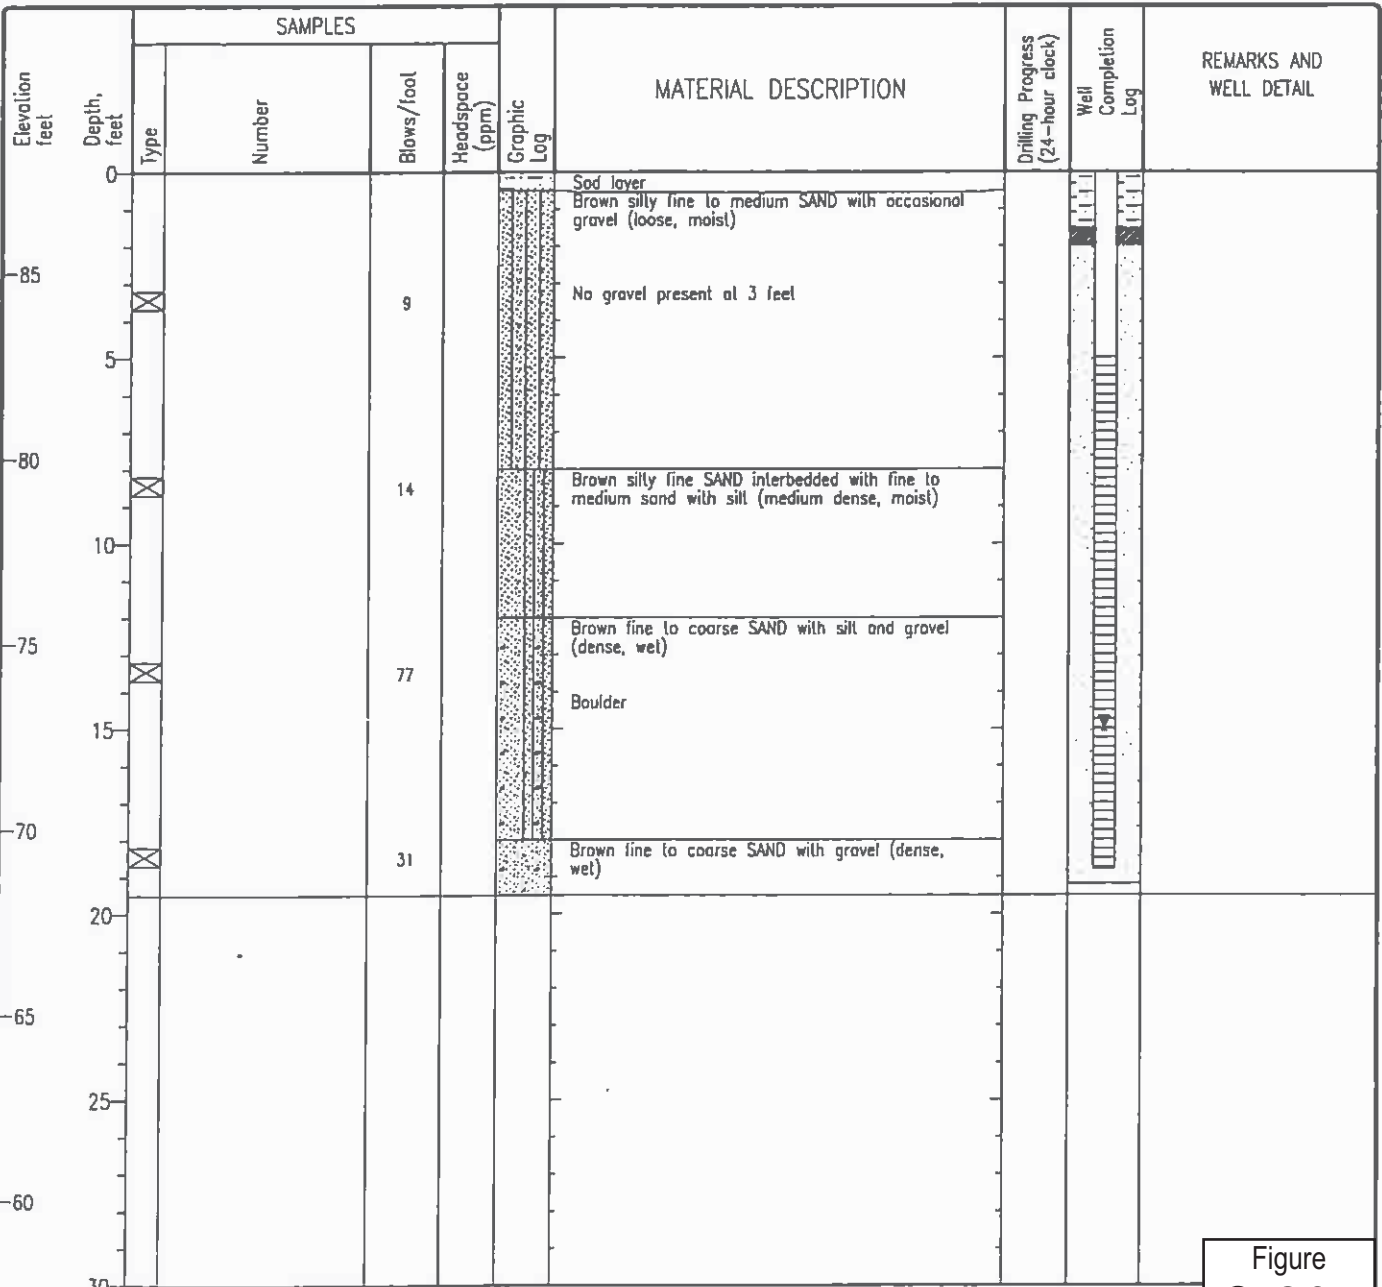 SAMPLES
Elevation
feet
Depth,
feet
Type
Number
Blows/foot
Headspace
(ppm)
Graphic
Log
MATERIAL DESCRIPTION
Drilling Progress
(24-hour clock)
Well
Completion
Log
REMARKS AND
WELL DETAIL
0
Sod layer
Brown silty fine to medium SAND with occasional
gravel (loose, moist)
85
9
No gravel present at 3 feet
5
80
14
Brown silty fine SAND interbedded with fine to
medium sand with silt (medium dense, moist)
10
Brown fine to coarse SAND with silt and gravel
(dense, wet)
75
77
Boulder
15
70
31
Brown fine to coarse SAND with gravel (dense,
wet)
20
65
25
60
30
Figure